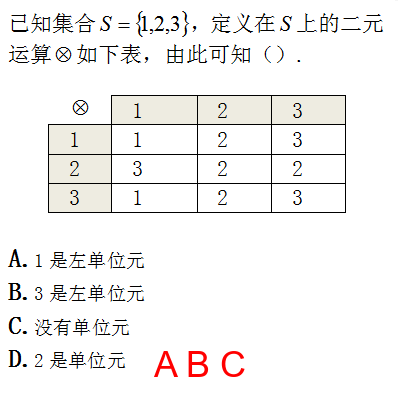 已知集合 S = {1,2,3}，定义在 S 上的二元
运算⊗如下表，由此可知（）.
⊗ 1 2 3
1 1 2 3
2 3 2 2
3 1 2 3
A. 1 是左单位元
B. 3 是左单位元
C. 没有单位元
D. 2 是单位元 A B C